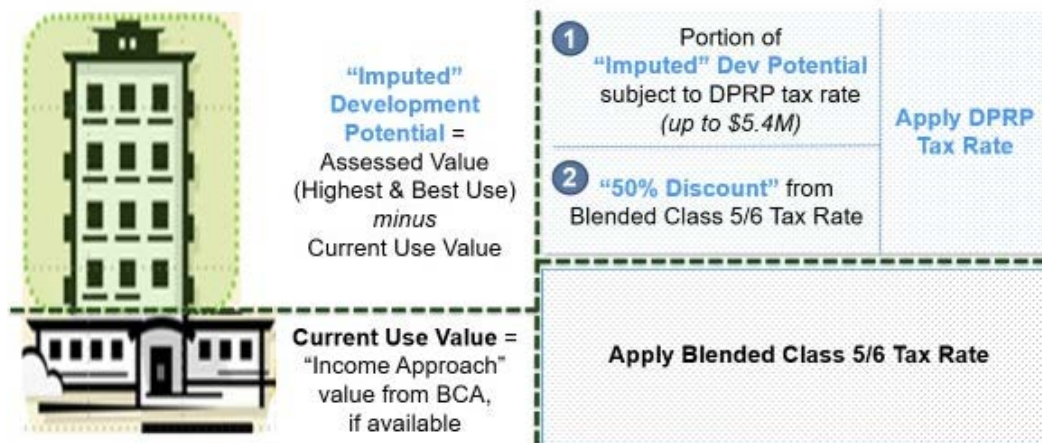 “Imputed”
Development
Potential =
Assessed Value
(Highest & Best Use)
minus
Current Use Value
1
Portion of
“Imputed” Dev Potential
subject to DPRP tax rate
(up to $5.4M)
2
“50% Discount” from
Blended Class 5/6 Tax Rate
Apply DPRP
Tax Rate
Current Use Value =
“Income Approach”
value from BCA,
if available
Apply Blended Class 5/6 Tax Rate